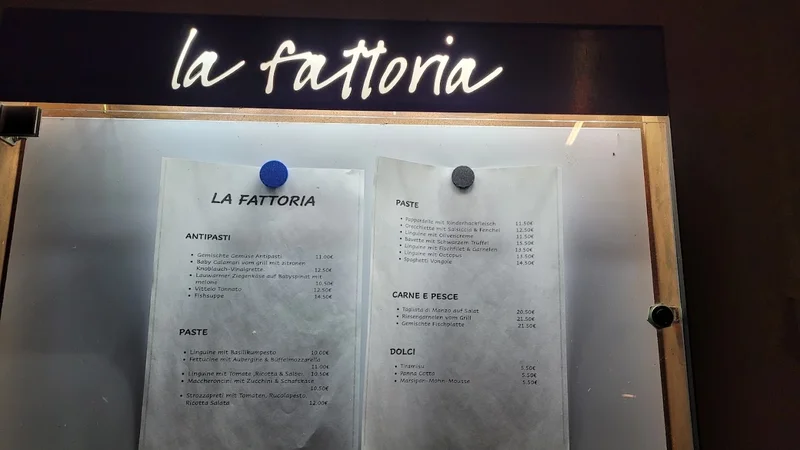 la fattoria
LA FATTORIA
ANTIPASTI
Gemischte Gemüse Antipasti 11.00€
Baby Calamari vom grill mit zitronen
Knoblauch-Vinaigrette 12.50€
Lauwarmer Ziegenkäse auf Babyspinat mit
melone 10.50€
Vitello Tonnato 12.50€
Fishsuppe 14.50€
PASTE
Linguine mit Basilikumpesto 10.00€
Fettucine mit Aubergine & Büffelmozzarella
11.00€
Linguine mit Tomate, Ricotta & Salbei 10.50€
Maccheroncini mit Zucchini & Schafskäse
10.50€
Strozzapreti mit Tomaten, Rucolapesto
Ricotta Salata 12.00€
PASTE
Pappardelle mit Rinderhackfleisch 11.50€
Orecchiette mit Salsiccia & Fenchel 12.50€
Linguine mit Olivencreme 11.50€
Bavette mit Schwarzem Trüffel 15.50€
Linguine mit Fischfilet & Garnelen 13.50€
Linguine mit Octopus 13.50€
Spaghetti Vongole 14.50€
CARNE E PESCE
Tagliata di Manzo auf Salat 20.50€
Riesengarnelen vom Grill 21.50€
Gemischte Fischplatte 21.50€
DOLCI
Tiramisu 5.50€
Panna Cotta 5.50€
Marzipan-Mohn-Mousse 5.50€